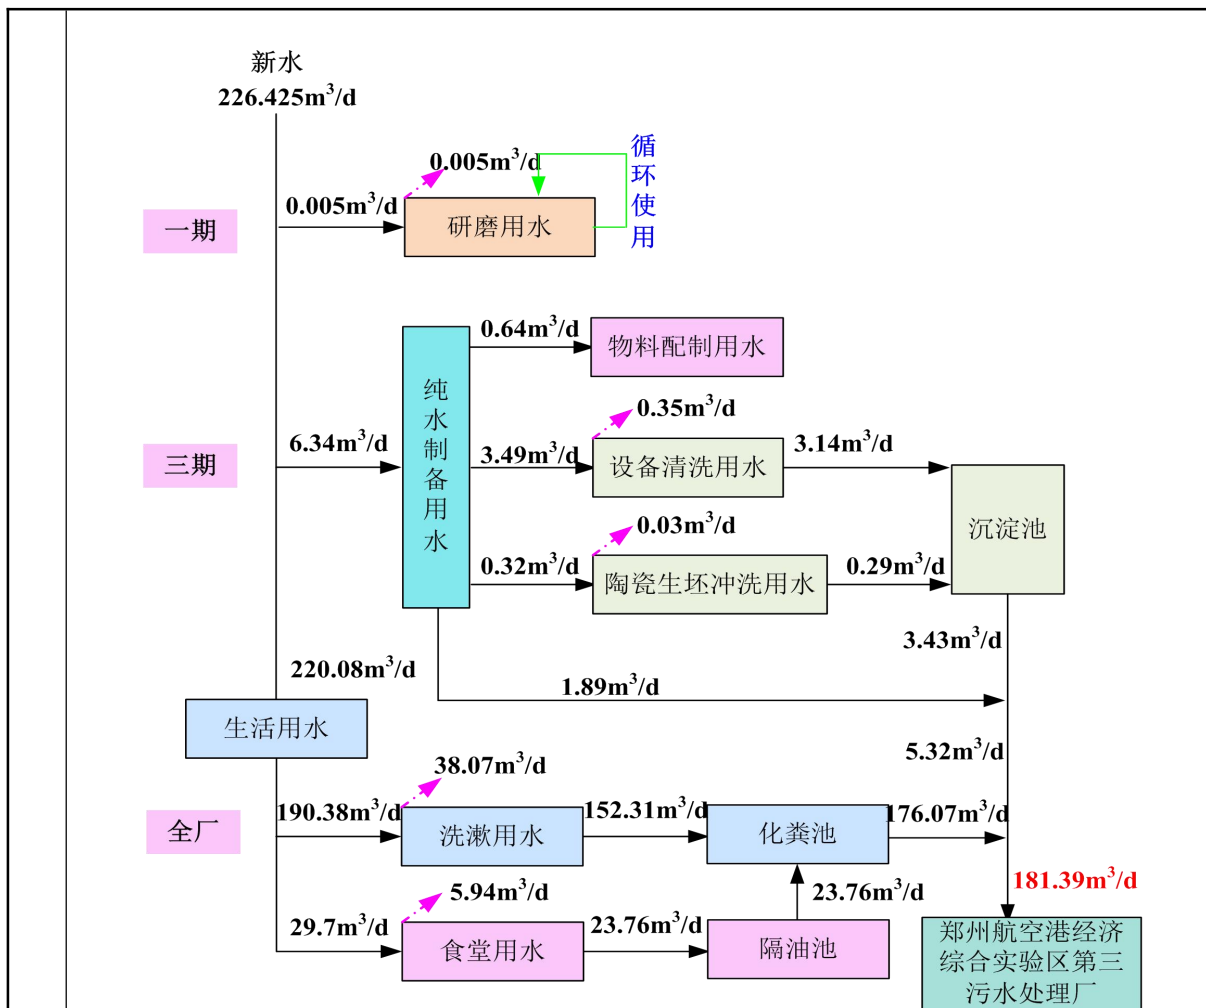 新水
226.425m³/d
0.005m³/d
循环使用
一期
0.005m³/d
研磨用水
0.64m³/d
物料配制用水
纯水制备用水
0.35m³/d
三期
6.34m³/d
3.49m³/d
设备清洗用水
3.14m³/d
沉淀池
0.03m³/d
0.32m³/d
陶瓷生坯冲洗用水
0.29m³/d
3.43m³/d
220.08m³/d
1.89m³/d
生活用水
5.32m³/d
38.07m³/d
全厂
190.38m³/d
洗漱用水
152.31m³/d
化粪池
176.07m³/d
5.94m³/d
23.76m³/d
181.39m³/d
29.7m³/d
食堂用水
23.76m³/d
隔油池
郑州航空港经济
综合实验区第三
污水处理厂